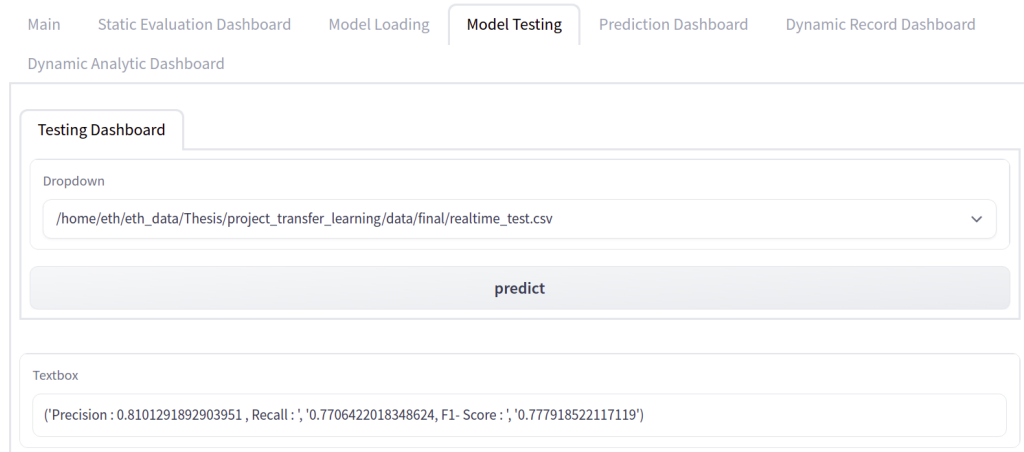 Main Static Evaluation Dashboard Model Loading Model Testing Prediction Dashboard Dynamic Record Dashboard
Dynamic Analytic Dashboard
Testing Dashboard
Dropdown
/home/eth/eth_data/Thesis/project_transfer_learning/data/final/realtime_test.csv
predict
Textbox
('Precision : 0.8101291892903951 , Recall : ', '0.7706422018348624, F1- Score : ', '0.777918522117119')